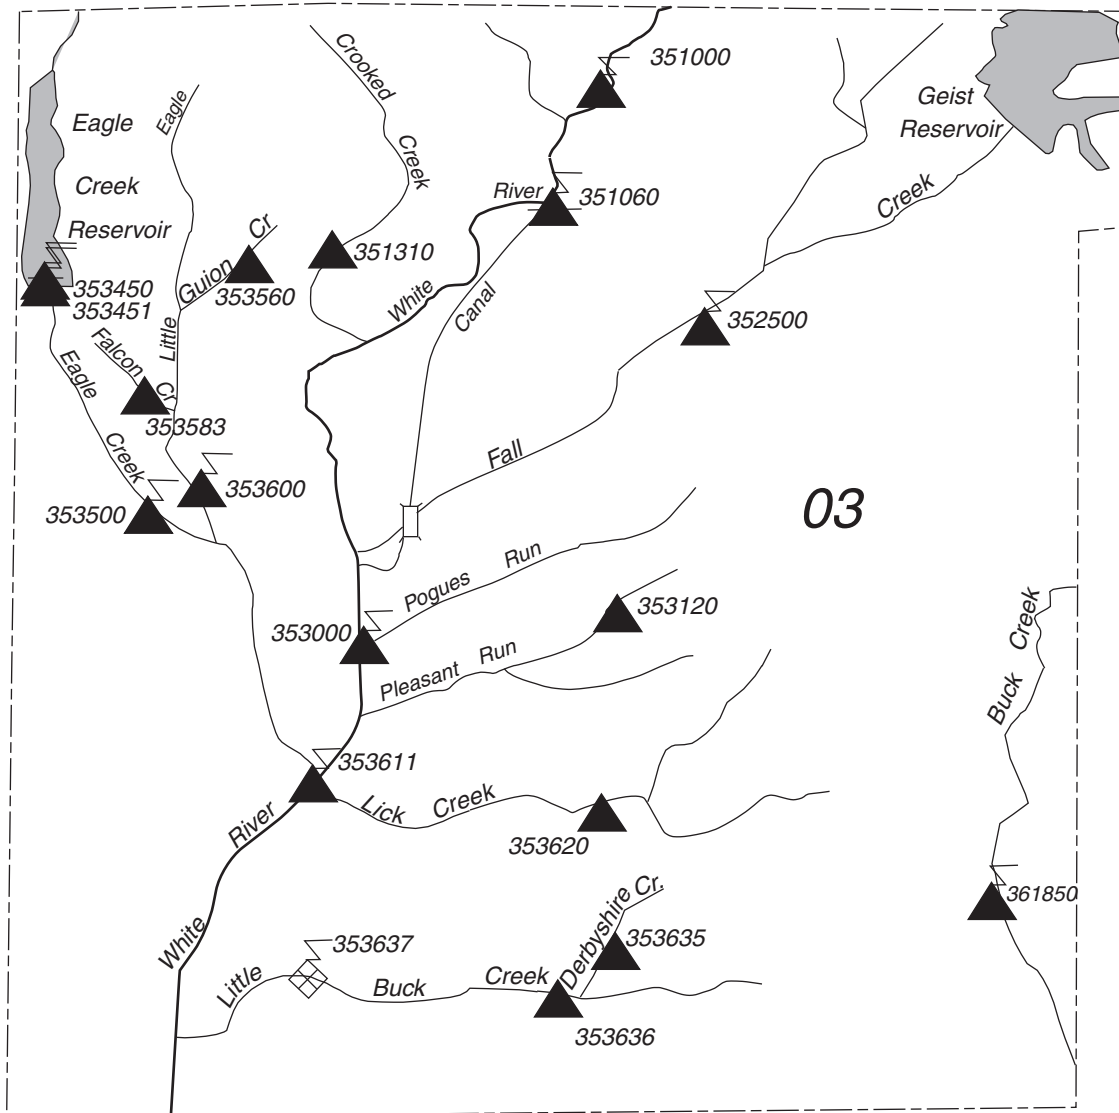 351000
Crooked
Creek
Eagle
Creek
Reservoir
Eagle
Little
Geist
Reservoir
Creek
River
351060
Guion
Cr
351310
353560
353450
353451
White
Canal
352500
Falcon
Cr
353583
Eagle
Creek
Fall
353600
353500
03
Pogues
Run
353120
353000
Pleasant
Run
Buck
Creek
353611
Lick
Creek
River
353620
361850
White
Derbyshire Cr.
353635
353637
Little
Buck
Creek
353636